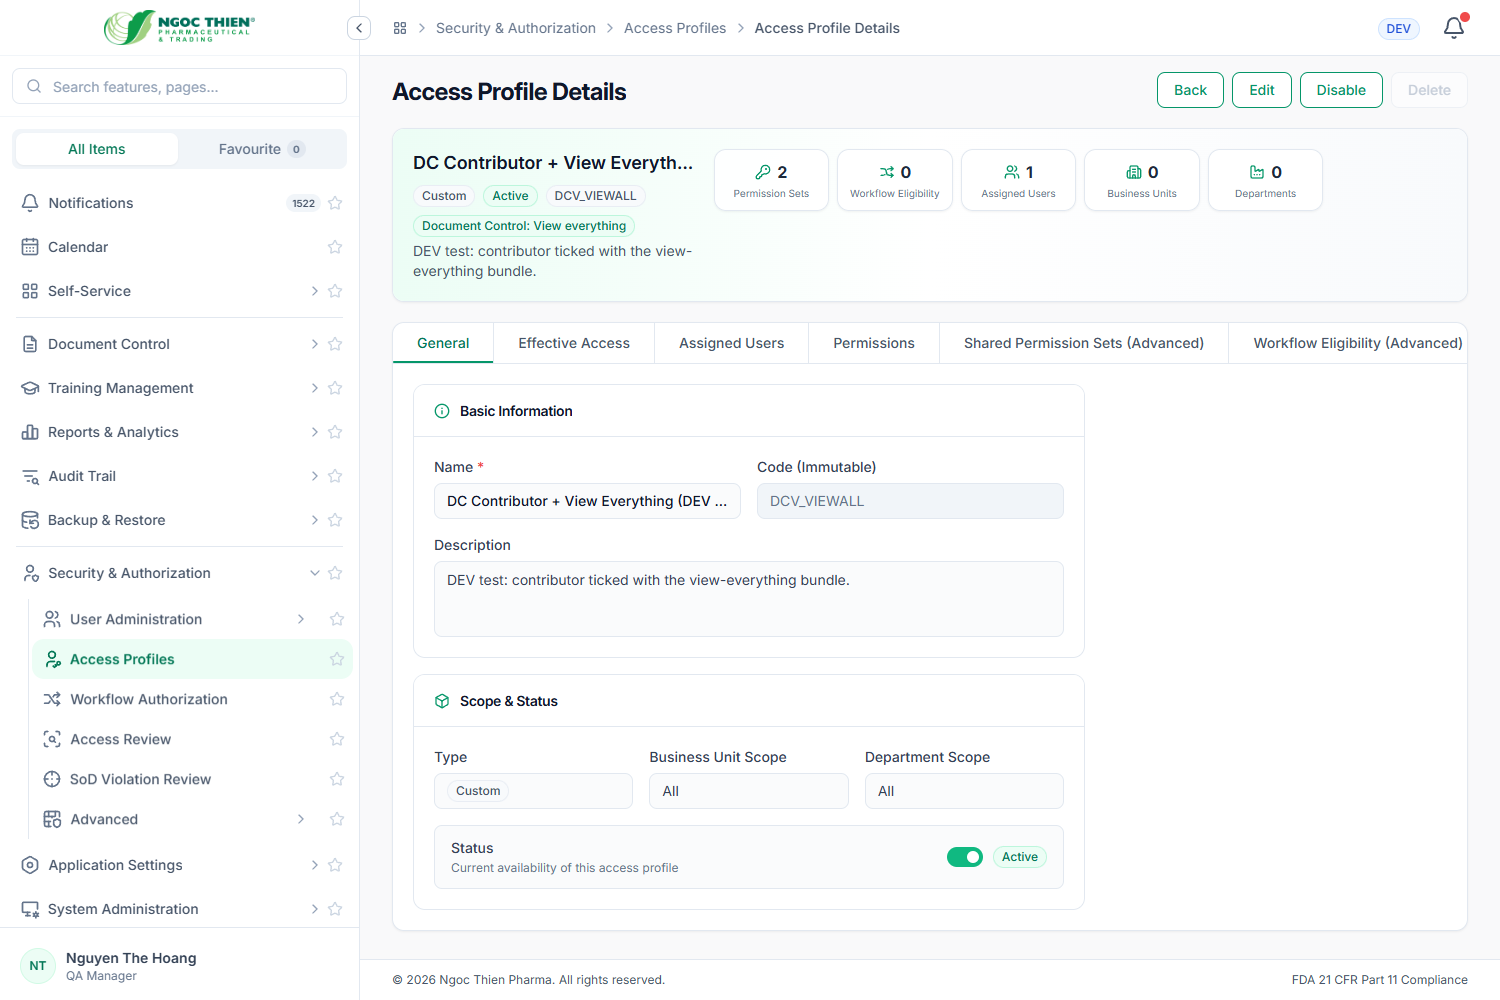 NGOC THIEN®
PHARMACEUTICAL
& TRADING
Search features, pages...
All Items
Favourite 0
Notifications 1522
Calendar
Self-Service
Document Control
Training Management
Reports & Analytics
Audit Trail
Backup & Restore
Security & Authorization
User Administration
Access Profiles
Workflow Authorization
Access Review
SoD Violation Review
Advanced
Application Settings
System Administration
NT
Nguyen The Hoang
QA Manager
Security & Authorization > Access Profiles > Access Profile Details
DEV
Access Profile Details
Back
Edit
Disable
Delete
DC Contributor + View Everyth...
Custom
Active
DCV_VIEWALL
Document Control: View everything
DEV test: contributor ticked with the view-
everything bundle.
2
Permission Sets
0
Workflow Eligibility
1
Assigned Users
0
Business Units
0
Departments
General
Effective Access
Assigned Users
Permissions
Shared Permission Sets (Advanced)
Workflow Eligibility (Advanced)
Basic Information
Name *
DC Contributor + View Everything (DEV ...
Code (Immutable)
DCV_VIEWALL
Description
DEV test: contributor ticked with the view-everything bundle.
Scope & Status
Type
Custom
Business Unit Scope
All
Department Scope
All
Status
Current availability of this access profile
Active
© 2026 Ngoc Thien Pharma. All rights reserved.
FDA 21 CFR Part 11 Compliance